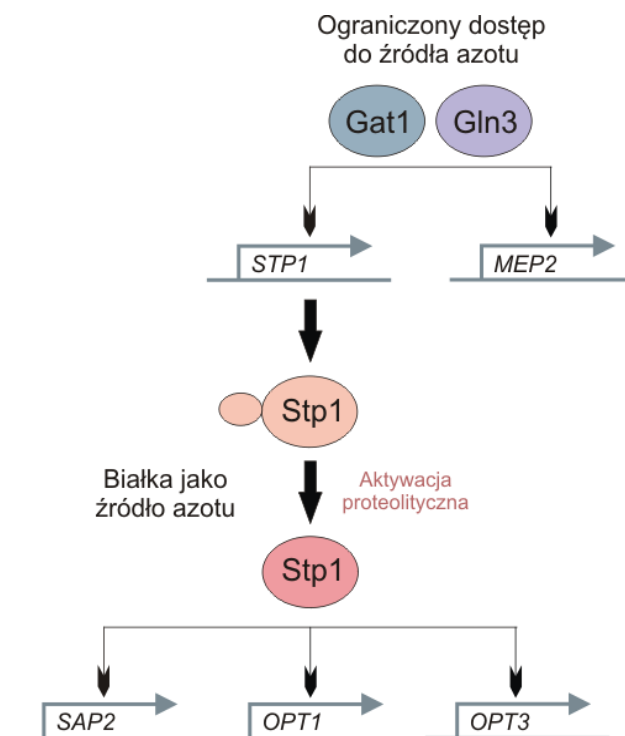 Ograniczony dostęp
do źródła azotu
Gat1
Gln3
STP1
MEP2
Stp1
Białka jako
źródło azotu
Aktywacja
proteolityczna
Stp1
SAP2
OPT1
OPT3